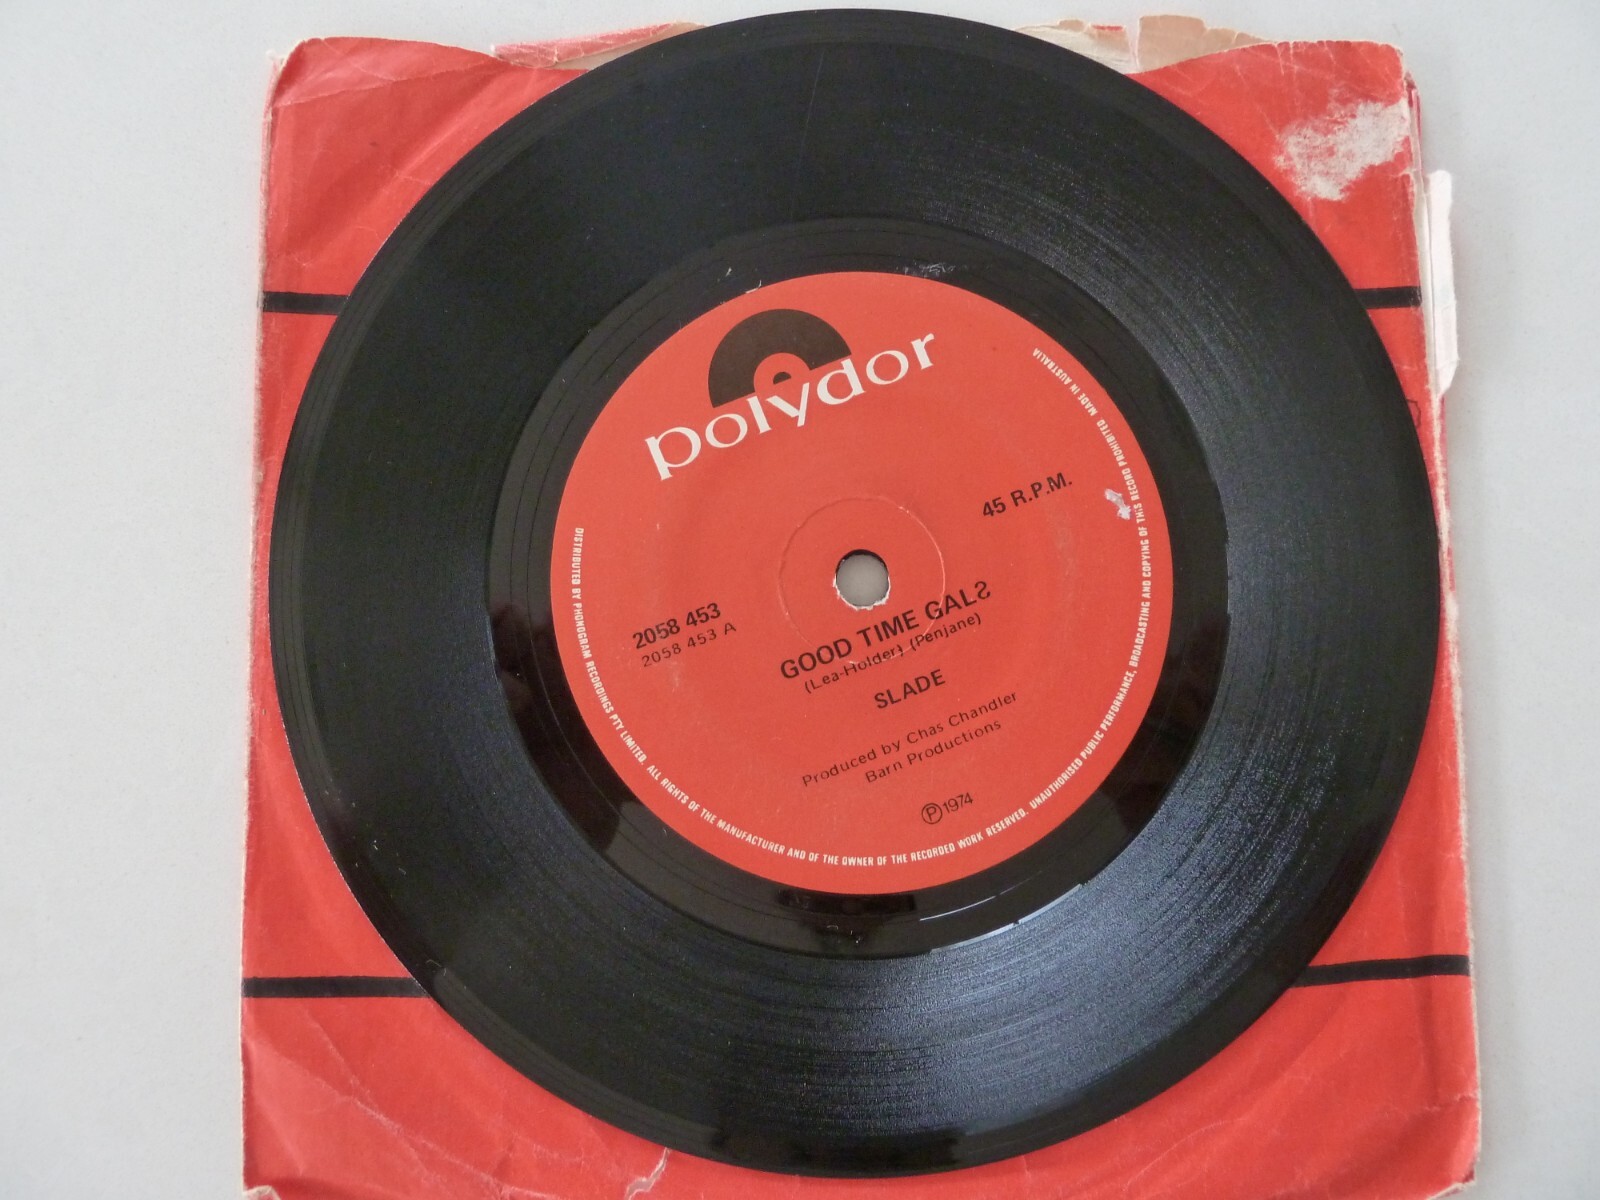 polydor
45 R.P.M.
2058 453
2058 453 A
GOOD TIME GALS
(Lea-Holder) (Penjane)
SLADE
Produced by Chas Chandler
Barn Productions
Ⓟ1974
DISTRIBUTED BY PHONOGRAM RECORDINGS PTY LIMITED. ALL RIGHTS OF THE MANUFACTURER AND OF THE OWNER OF THE RECORDED WORK RESERVED. UNAUTHORISED PUBLIC PERFORMANCE, BROADCASTING AND COPYING OF THIS RECORD PROHIBITED. MADE IN AUSTRALIA